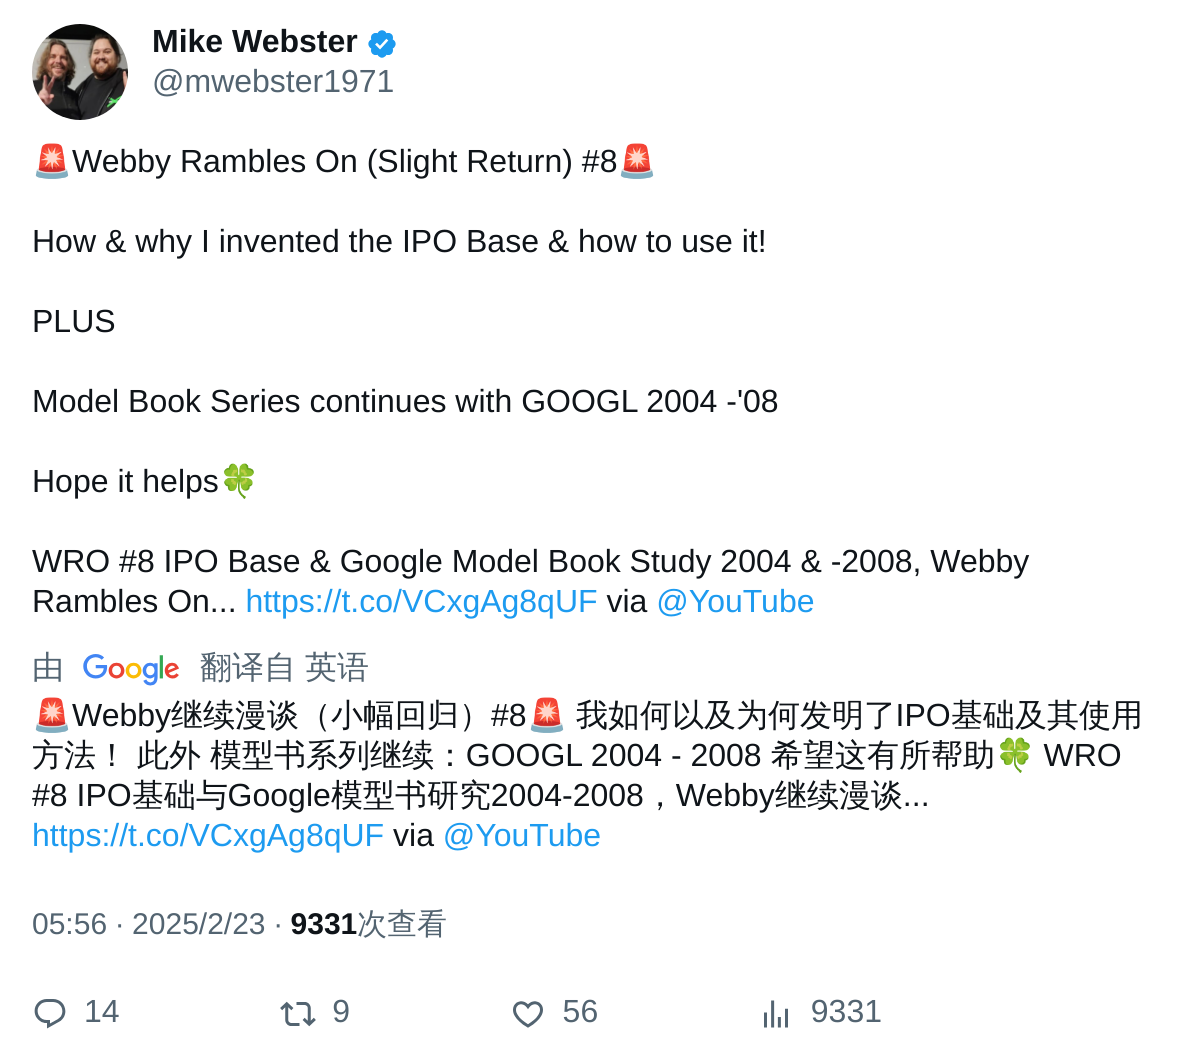 Mike Webster
@mwebster1971
🚨Webby Rambles On (Slight Return) #8🚨
How & why I invented the IPO Base & how to use it!
PLUS
Model Book Series continues with GOOGL 2004 -'08
Hope it helps🍀
WRO #8 IPO Base & Google Model Book Study 2004 & -2008, Webby
Rambles On... https://t.co/VCxgAg8qUF via @YouTube
由 Google 翻译自 英语
🚨Webby继续漫谈（小幅回归）#8🚨 我如何以及为何发明了IPO基础及其使用
方法！ 此外 模型书系列继续：GOOGL 2004 - 2008 希望这有所帮助🍀 WRO
#8 IPO基础与Google模型书研究2004-2008，Webby继续漫谈...
https://t.co/VCxgAg8qUF via @YouTube
05:56 · 2025/2/23 · 9331次查看
14 9 56 9331